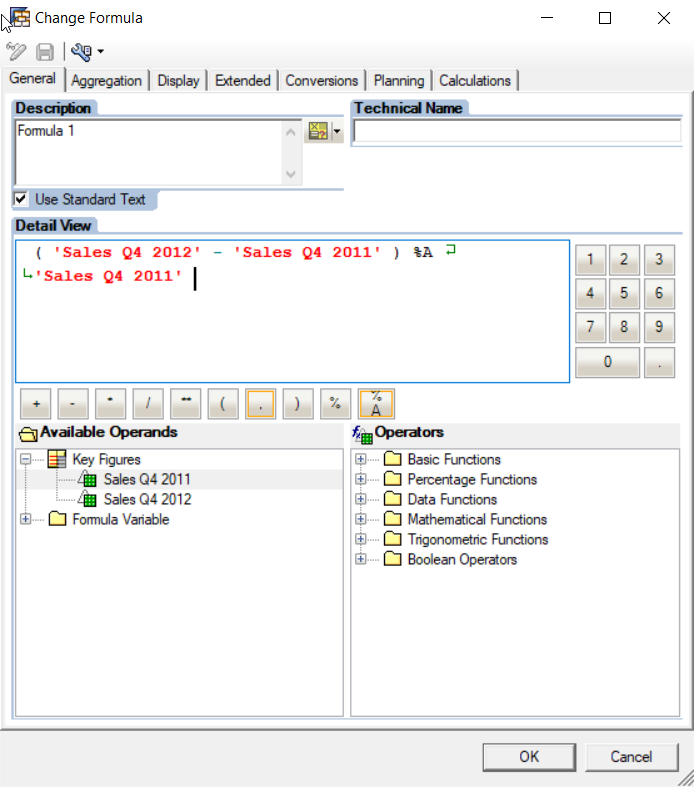 Change Formula
General Aggregation Display Extended Conversions Planning Calculations
Description Technical Name
Formula 1
Use Standard Text
Detail View
( 'Sales Q4 2012' - 'Sales Q4 2011' ) %A
'Sales Q4 2011'
1 2 3
4 5 6
7 8 9
0 .
+ - * / ** ( , ) % %A
Available Operands Operators
Key Figures Basic Functions
Sales Q4 2011 Percentage Functions
Sales Q4 2012 Data Functions
Formula Variable Mathematical Functions
Trigonometric Functions
Boolean Operators
OK Cancel